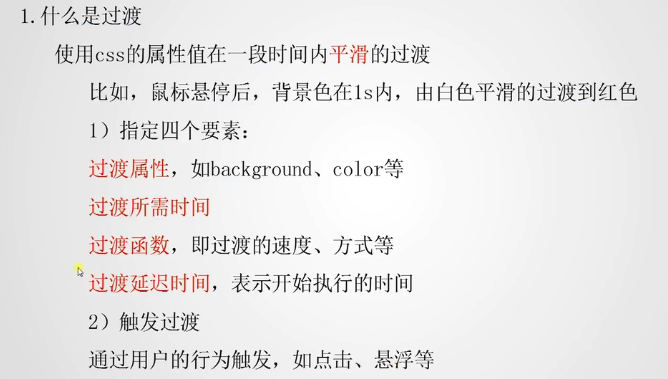 1.什么是过渡
使用css的属性值在一段时间内平滑的过渡
比如，鼠标悬停后，背景色在1s内，由白色平滑的过渡到红色
1）指定四个要素：
过渡属性，如background、color等
过渡所需时间
过渡函数，即过渡的速度、方式等
过渡延迟时间，表示开始执行的时间
2）触发过渡
通过用户的行为触发，如点击、悬浮等